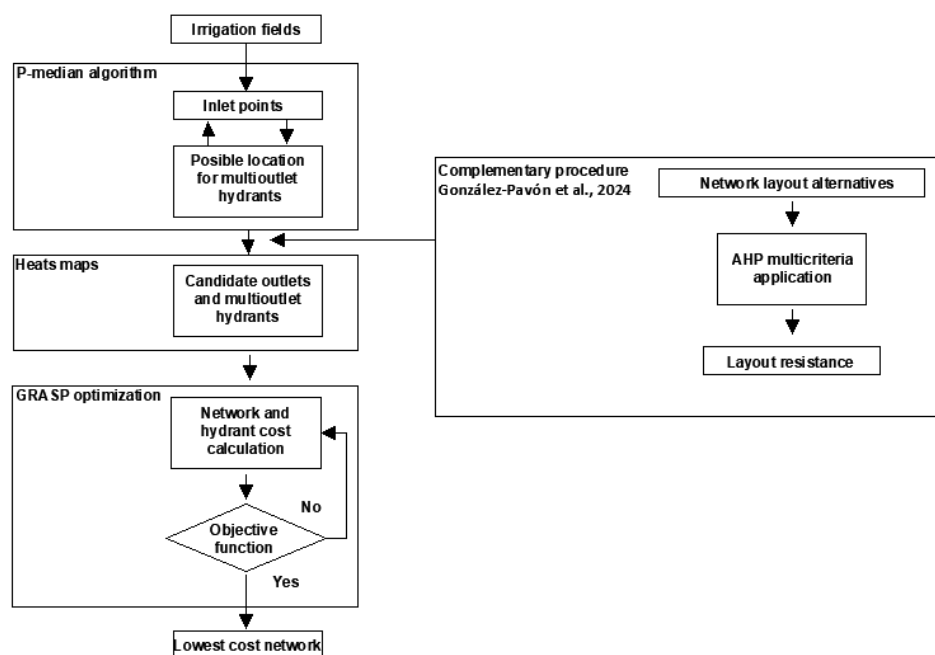 Irrigation fields
P-median algorithm
Inlet points
Posible location
for multioutlet
hydrants
Complementary procedure
González-Pavón et al., 2024
Network layout alternatives
AHP multicriteria
application
Layout resistance
Heats maps
Candidate outlets
and multioutlet
hydrants
GRASP optimization
Network and
hydrant cost
calculation
No
Objective
function
Yes
Lowest cost network